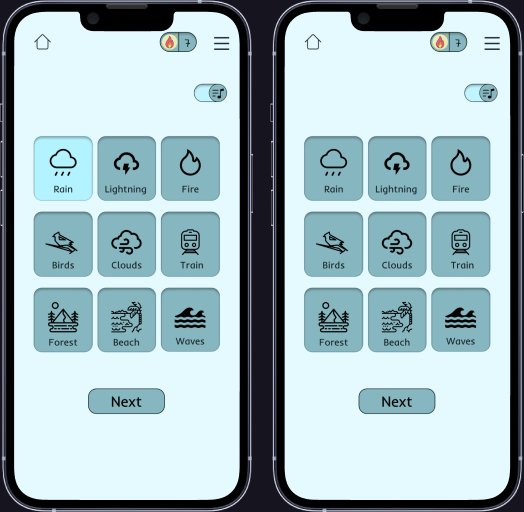 7
Rain Lightning Fire
Birds Clouds Train
Forest Beach Waves
Next
7
Rain Lightning Fire
Birds Clouds Train
Forest Beach Waves
Next